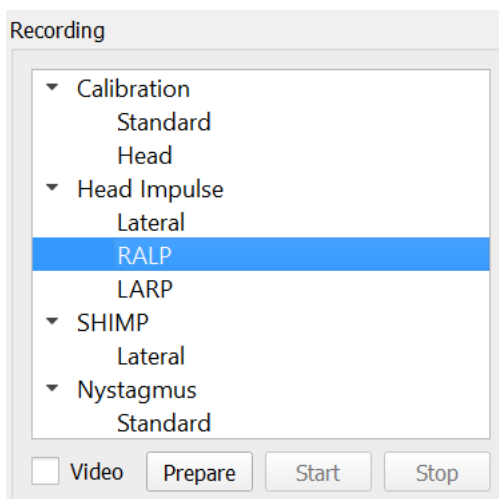 Recording
Calibration
Standard
Head
Head Impulse
Lateral
RALP
LARP
SHIMP
Lateral
Nystagmus
Standard
Video Prepare Start Stop